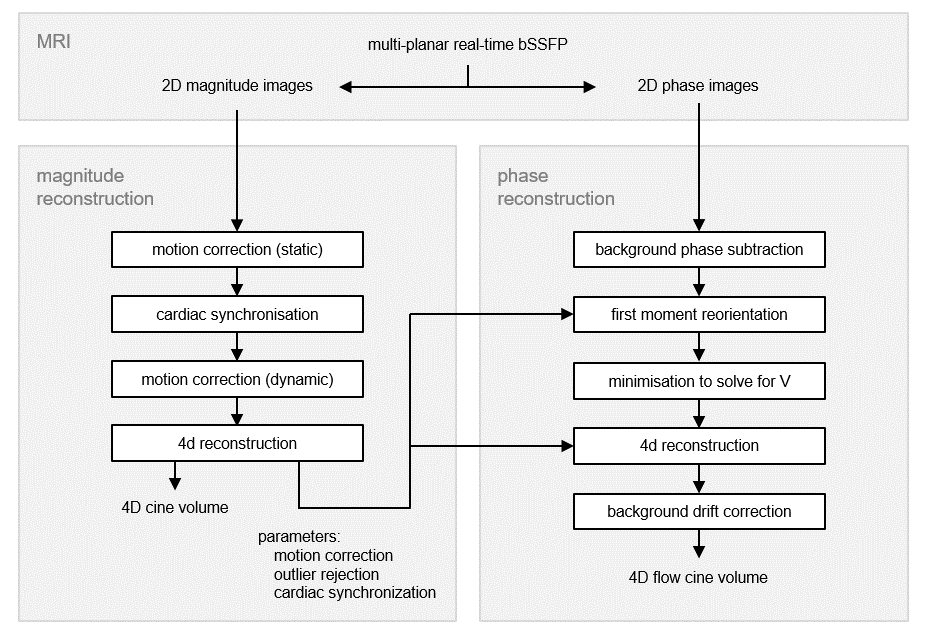 MRI
multi-planar real-time bSSFP
2D magnitude images
2D phase images
magnitude
reconstruction
motion correction (static)
cardiac synchronisation
motion correction (dynamic)
4d reconstruction
4D cine volume
parameters:
motion correction
outlier rejection
cardiac synchronization
phase
reconstruction
background phase subtraction
first moment reorientation
minimisation to solve for V
4d reconstruction
background drift correction
4D flow cine volume